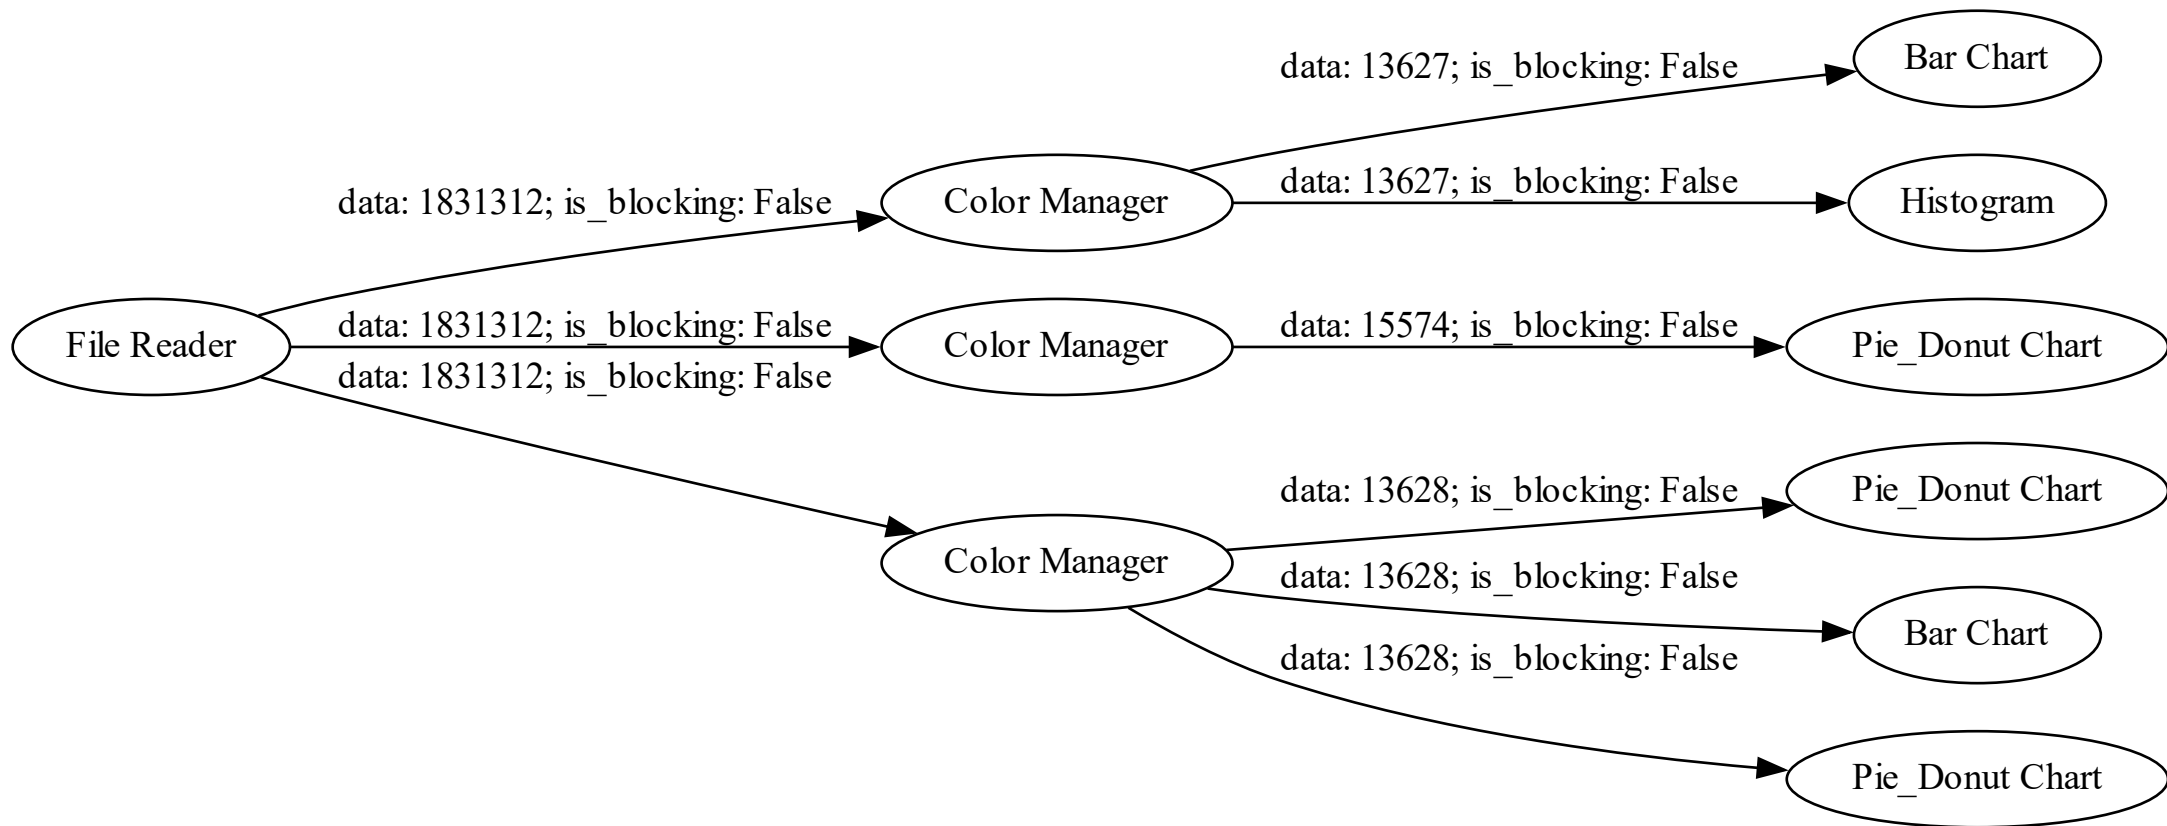 data: 13627; is_blocking: False
Bar Chart
data: 1831312; is_blocking: False
Color Manager
data: 13627; is_blocking: False
Histogram
File Reader
data: 1831312; is_blocking: False
Color Manager
data: 15574; is_blocking: False
Pie_Donut Chart
data: 1831312; is_blocking: False
data: 13628; is_blocking: False
Pie_Donut Chart
Color Manager
data: 13628; is_blocking: False
Bar Chart
data: 13628; is_blocking: False
Pie_Donut Chart